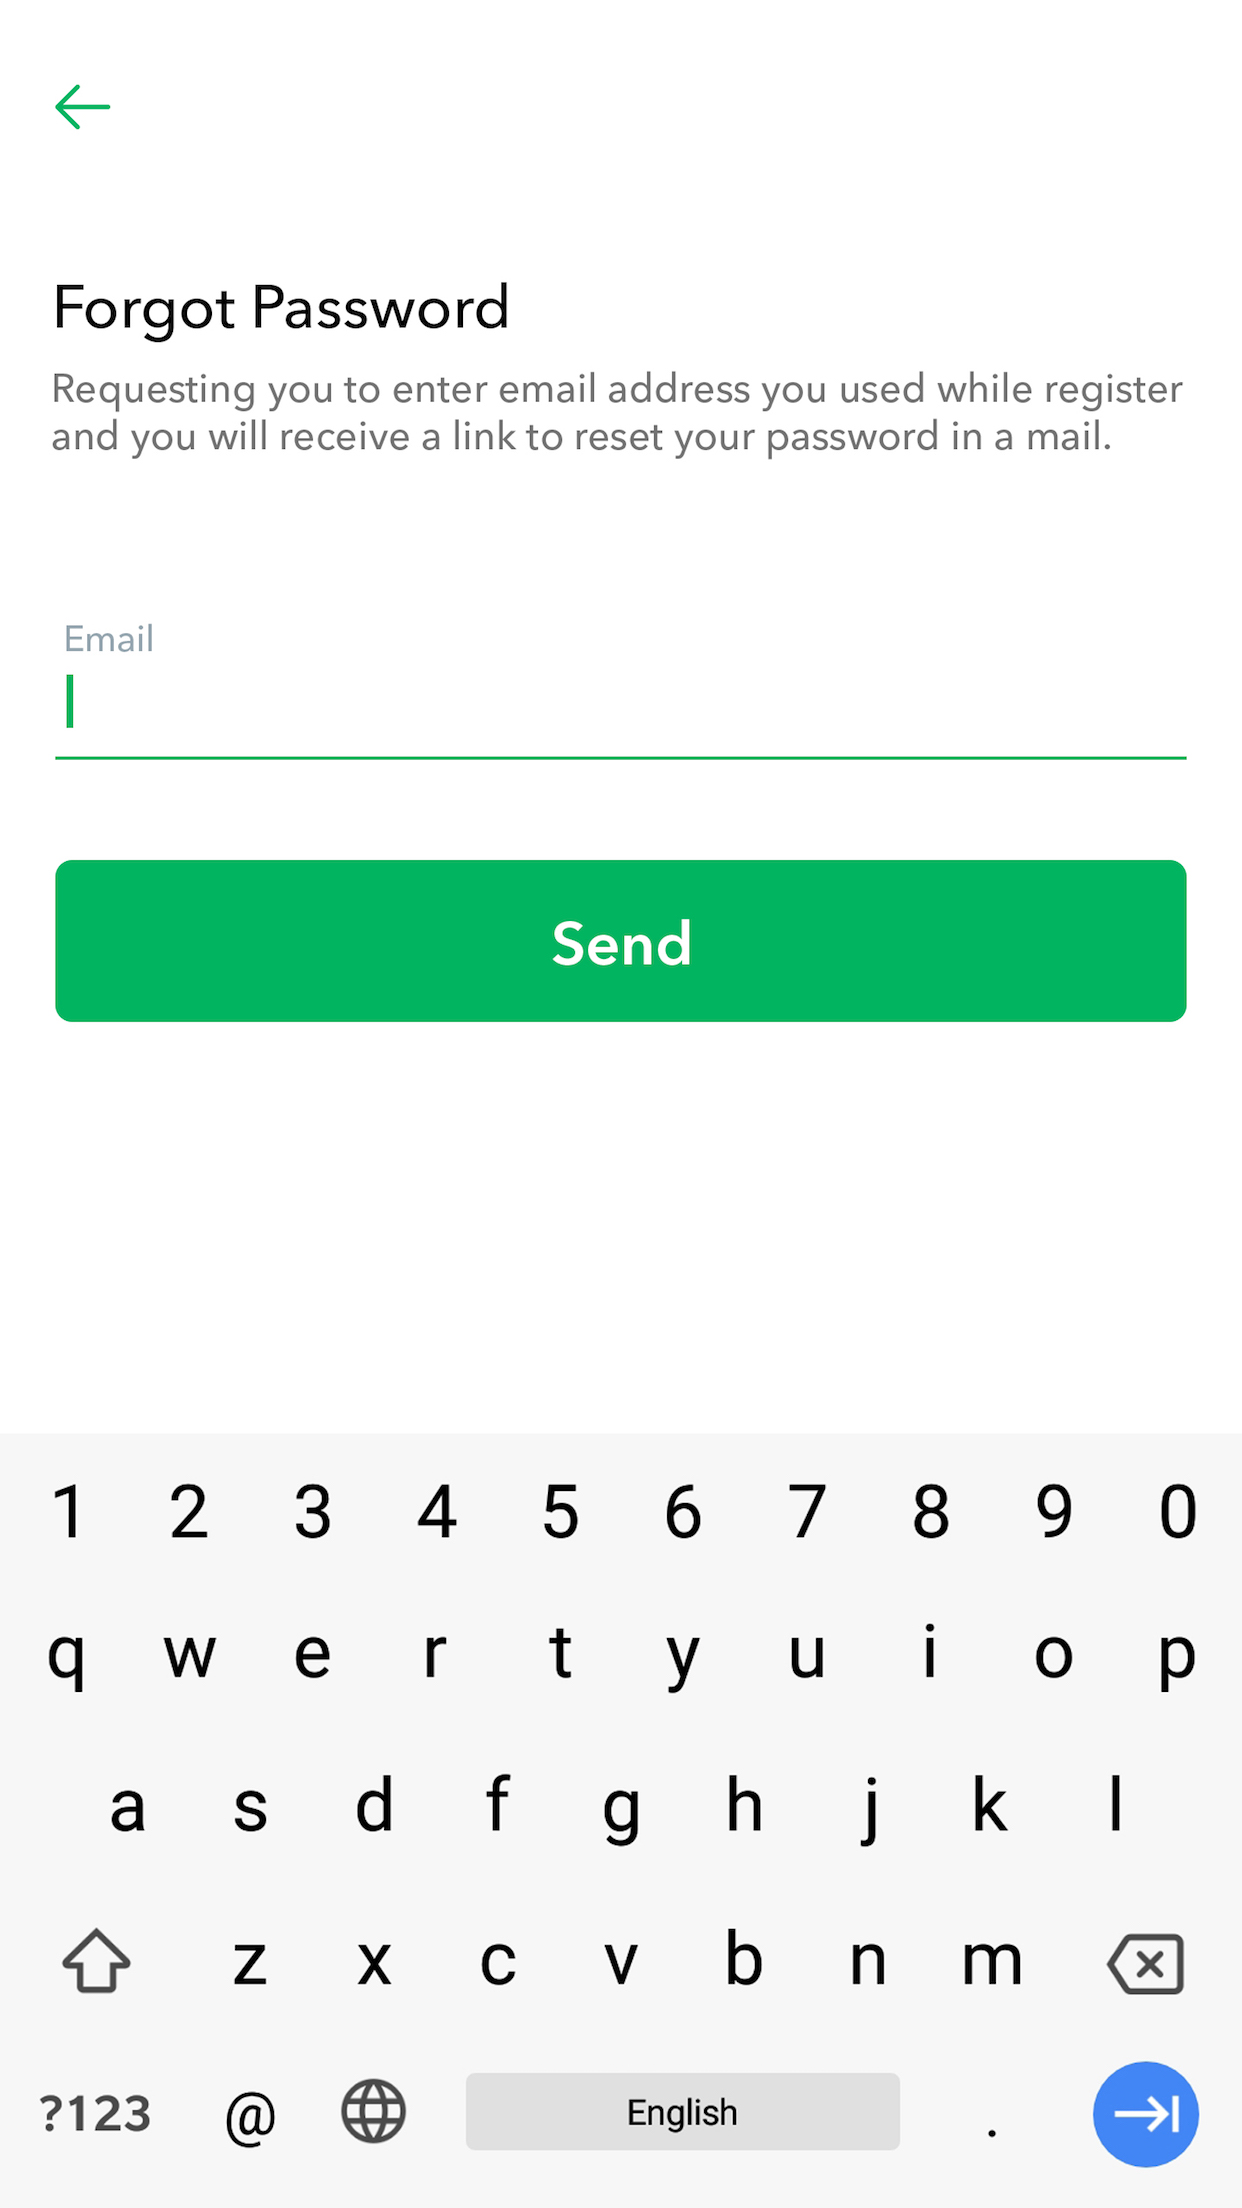 Forgot Password
Requesting you to enter email address you used while register
and you will receive a link to reset your password in a mail.
Email
Send
1 2 3 4 5 6 7 8 9 0
q w e r t y u i o p
a s d f g h j k l
z x c v b n m
?123 @ English .